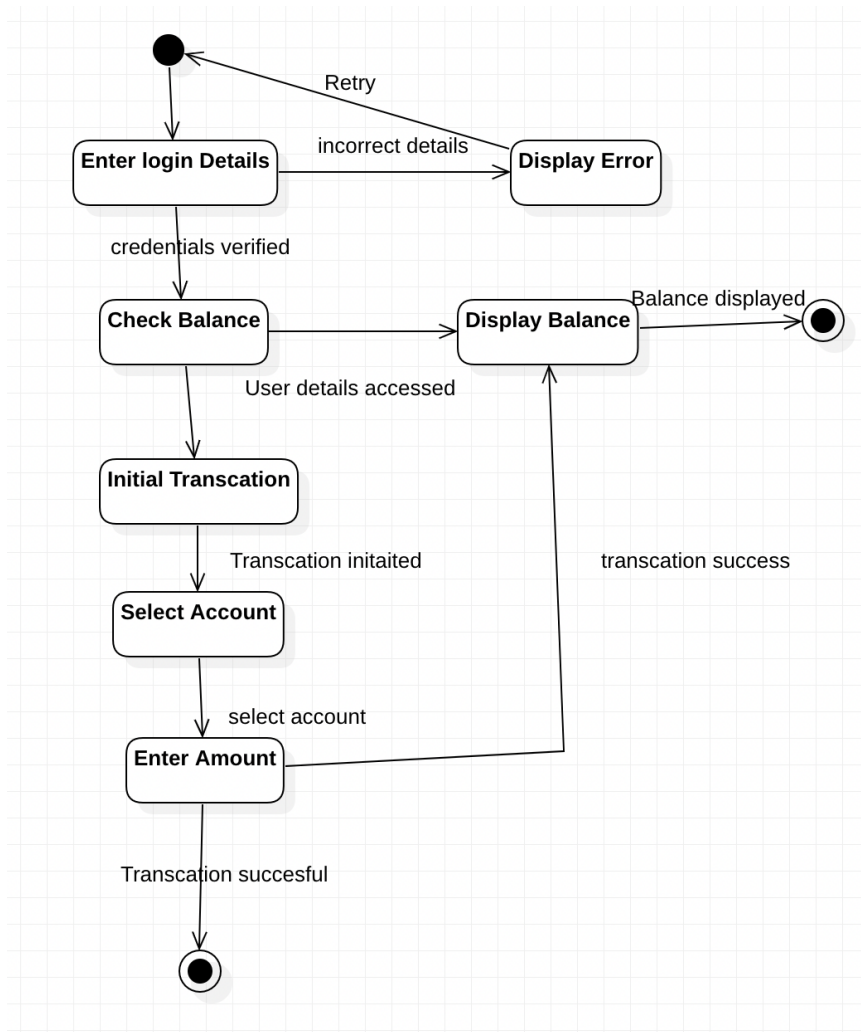 Retry
incorrect details
Enter login Details
Display Error
credentials verified
Balance displayed
Check Balance
Display Balance
User details accessed
Initial Transcation
Transcation initaited
transcation success
Select Account
select account
Enter Amount
Transcation succesful